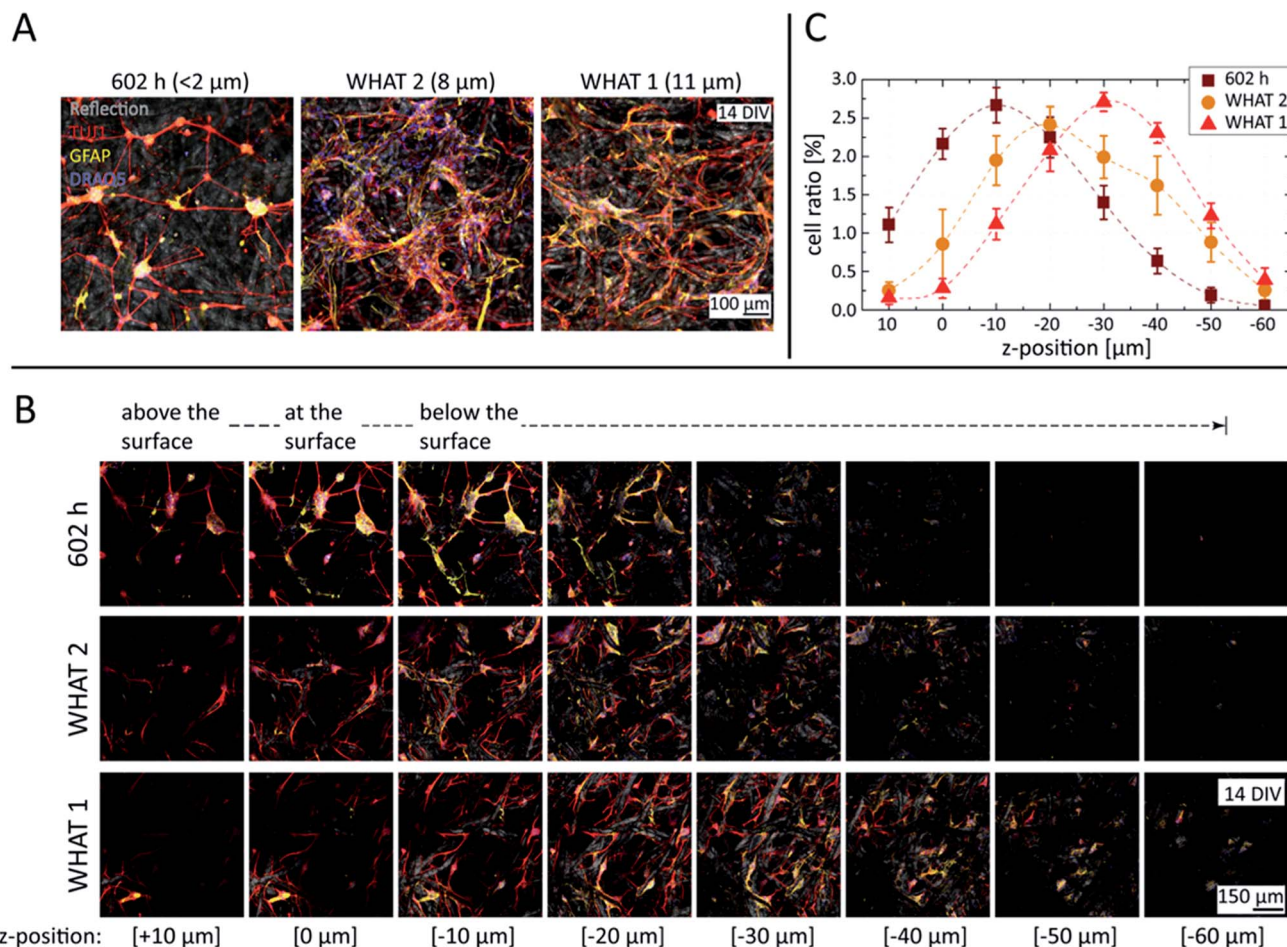 A
602 h (<2 µm)
WHAT 2 (8 µm)
WHAT 1 (11 µm)
Reflection
TUJ1
GFAP
DRAQ5
14 DIV
100 µm
C
3.0
2.5
2.0
1.5
1.0
0.5
0.0
cell ratio [%]
10 0 -10 -20 -30 -40 -50 -60
z-position [µm]
602 h
WHAT 2
WHAT 1
B
above the
surface
at the
surface
below the
surface
602 h
WHAT 2
WHAT 1
14 DIV
150 µm
z-position: [+10 µm] [0 µm] [-10 µm] [-20 µm] [-30 µm] [-40 µm] [-50 µm] [-60 µm]